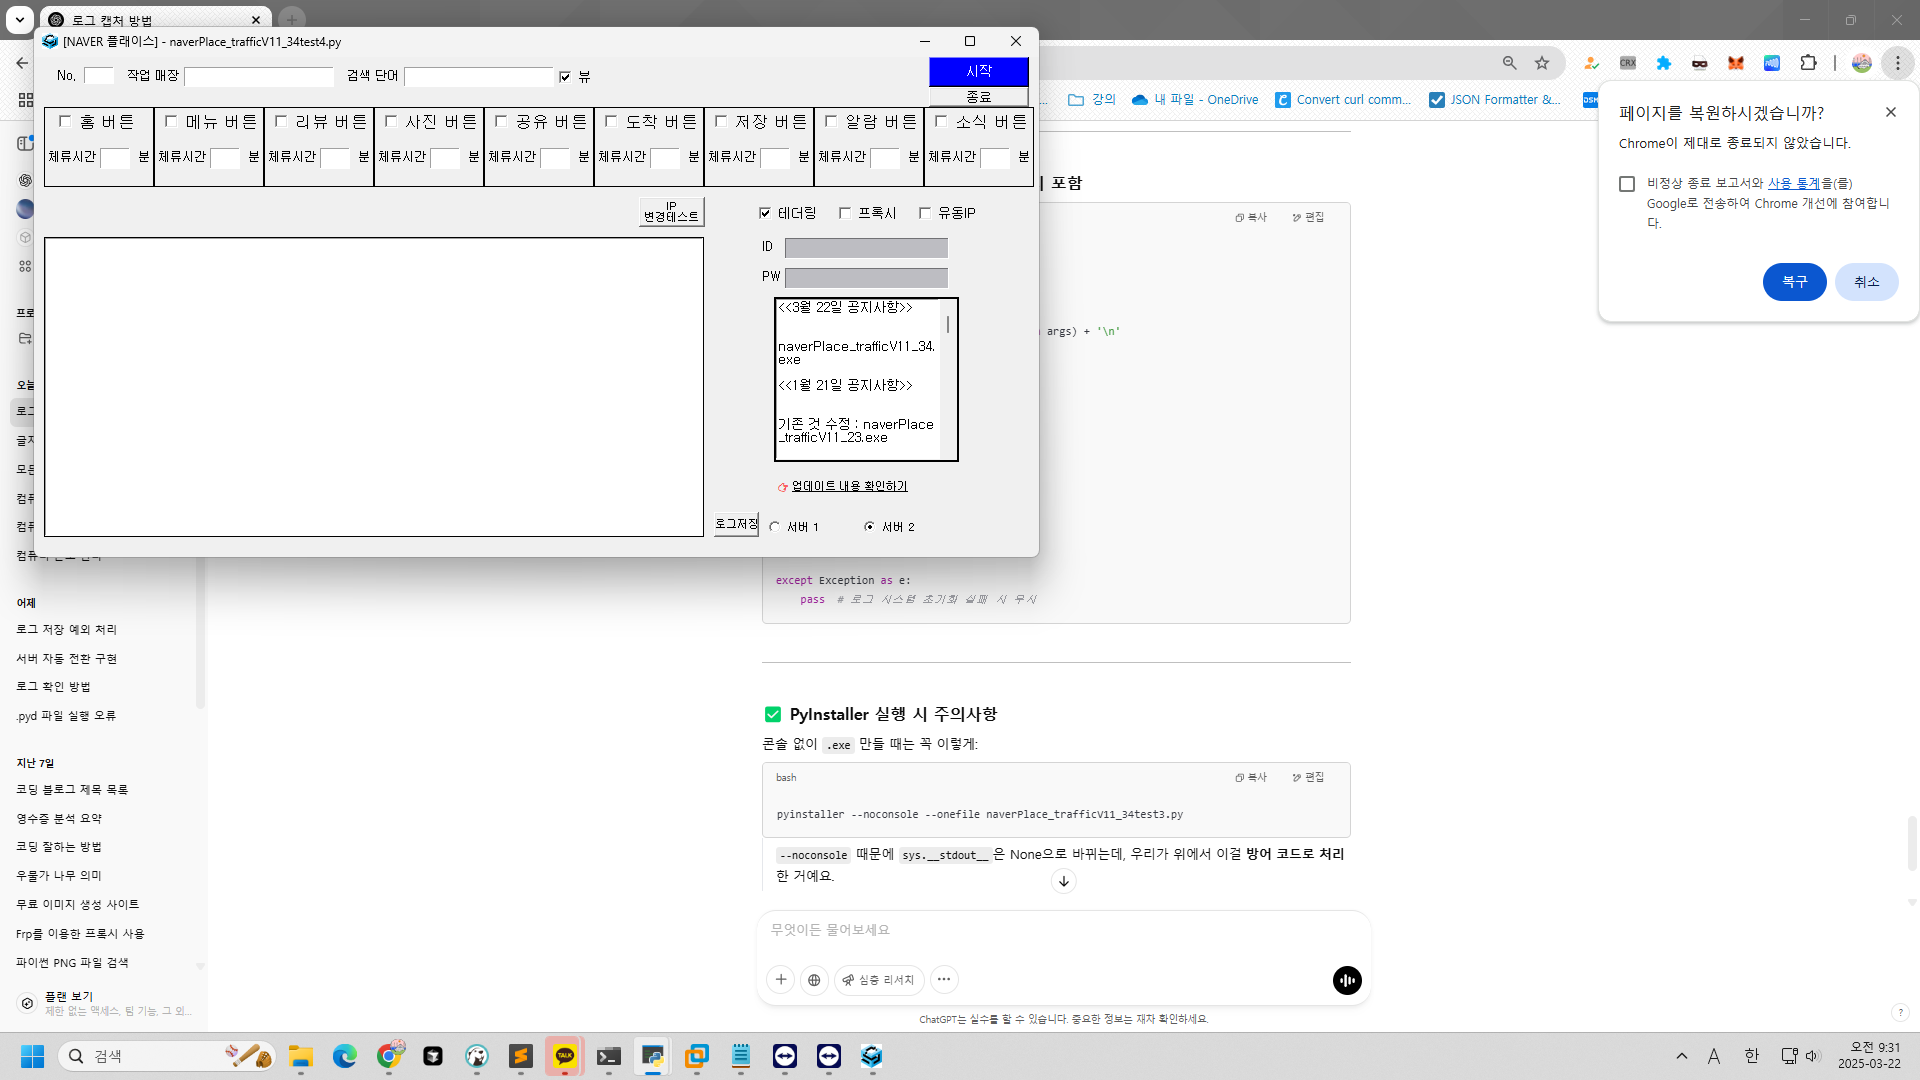 로그 캡처 방법
[NAVER 플레이스] - naverPlace_trafficV11_34test4.py
No.
작업 매장
검색 단어
뷰
시작
종료
홈 버튼
메뉴 버튼
리뷰 버튼
사진 버튼
공유 버튼
도착 버튼
저장 버튼
알람 버튼
소식 버튼
체류시간 분
체류시간 분
체류시간 분
체류시간 분
체류시간 분
체류시간 분
체류시간 분
체류시간 분
체류시간 분
IP
변경테스트
테더링
프록시
유동IP
ID
PW
<<3월 22일 공지사항>>
naverPlace_trafficV11_34.
exe
<<1월 21일 공지사항>>
기존 것 수정 : naverPlace
_trafficV11_23.exe
업데이트 내용 확인하기
로그저장
서버 1
서버 2
CRX
강의
내 파일 - OneDrive
Convert curl comm...
JSON Formatter &...
페이지를 복원하시겠습니까?
Chrome이 제대로 종료되지 않았습니다.
비정상 종료 보고서와 사용 통계을(를)
Google로 전송하여 Chrome 개선에 참여합니
다.
복구
취소
포함
복사
편집
args) + '\n'
except Exception as e:
pass # 로그 시스템 초기화 실패 시 무시
PyInstaller 실행 시 주의사항
콘솔 없이 .exe 만들 때는 꼭 이렇게:
bash
복사
편집
pyinstaller --noconsole --onefile naverPlace_trafficV11_34test3.py
--noconsole 때문에 sys.__stdout__은 None으로 바뀌는데, 우리가 위에서 이걸 방어 코드로 처리
한 거예요.
무엇이든 물어보세요
심층 리서치
ChatGPT는 실수를 할 수 있습니다. 중요한 정보는 재차 확인하세요.
?
어제
로그 저장 예외 처리
서버 자동 전환 구현
로그 확인 방법
.pyd 파일 실행 오류
지난 7일
코딩 블로그 제목 목록
영수증 분석 요약
코딩 잘하는 방법
우물가 나무 의미
무료 이미지 생성 사이트
Frp를 이용한 프록시 사용
파이썬 PNG 파일 검색
플랜 보기
제한 없는 액세스, 팀 기능, 그 외...
검색
TALK
A
한
오전 9:31
2025-03-22